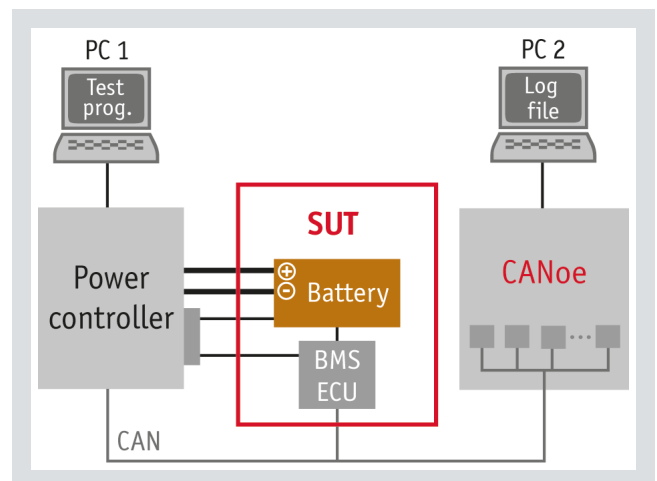 PC 1
Test
prog.
PC 2
Log
file
SUT
Power
controller
⊕
⊖ Battery
BMS
ECU
CANoe
...
CAN